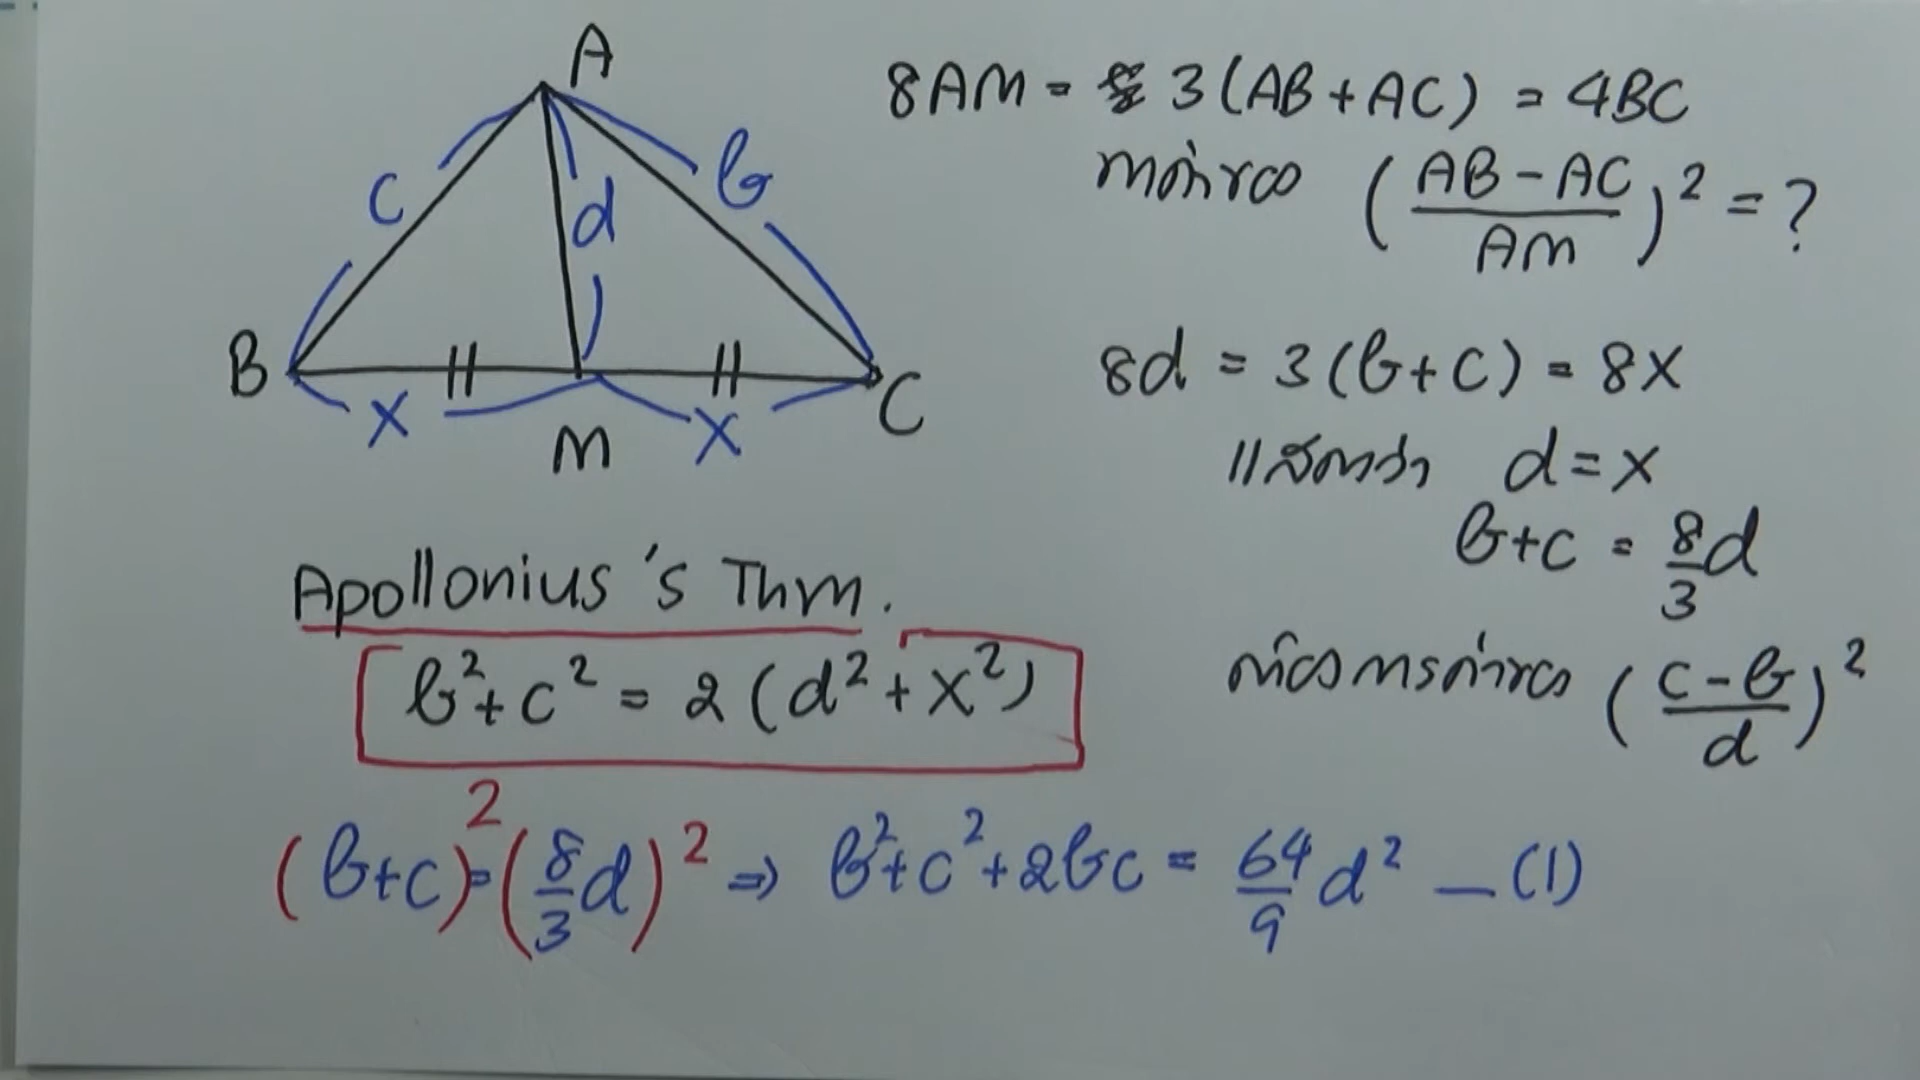 A
8AM = 3(AB+AC) = 4BC
หาค่าของ (AB-AC/AM)² = ?
c
d
b
B
C
x
x
M
8d = 3(b+c) = 8x
แสดงว่า d=x
b+c = 8/3 d
Apollonius's Thm.
b²+c² = 2(d²+x²)
ต้องการค่าของ (c-b/d)²
(b+c)²=(8/3 d)² ⇒ b²+c²+2bc = 64/9 d² — (1)